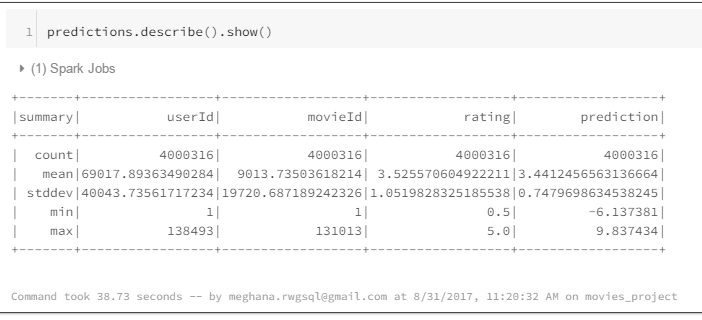 1 predictions.describe().show()
▸ (1) Spark Jobs
+-------+-----------------+-----------------+------------------+------------------+
|summary|           userId|          movieId|            rating|        prediction|
+-------+-----------------+-----------------+------------------+------------------+
|  count|          4000316|          4000316|           4000316|           4000316|
|   mean|69017.89363490284| 9013.73503618214| 3.525570604922211|3.4412456563136664|
| stddev|40043.73561717234|19720.687189242326|1.0519828325185538|0.7479698634538245|
|    min|                1|                1|               0.5|         -6.137381|
|    max|           138493|           131013|               5.0|          9.837434|
+-------+-----------------+-----------------+------------------+------------------+
Command took 38.73 seconds -- by meghana.rwgsql@gmail.com at 8/31/2017, 11:20:32 AM on movies_project